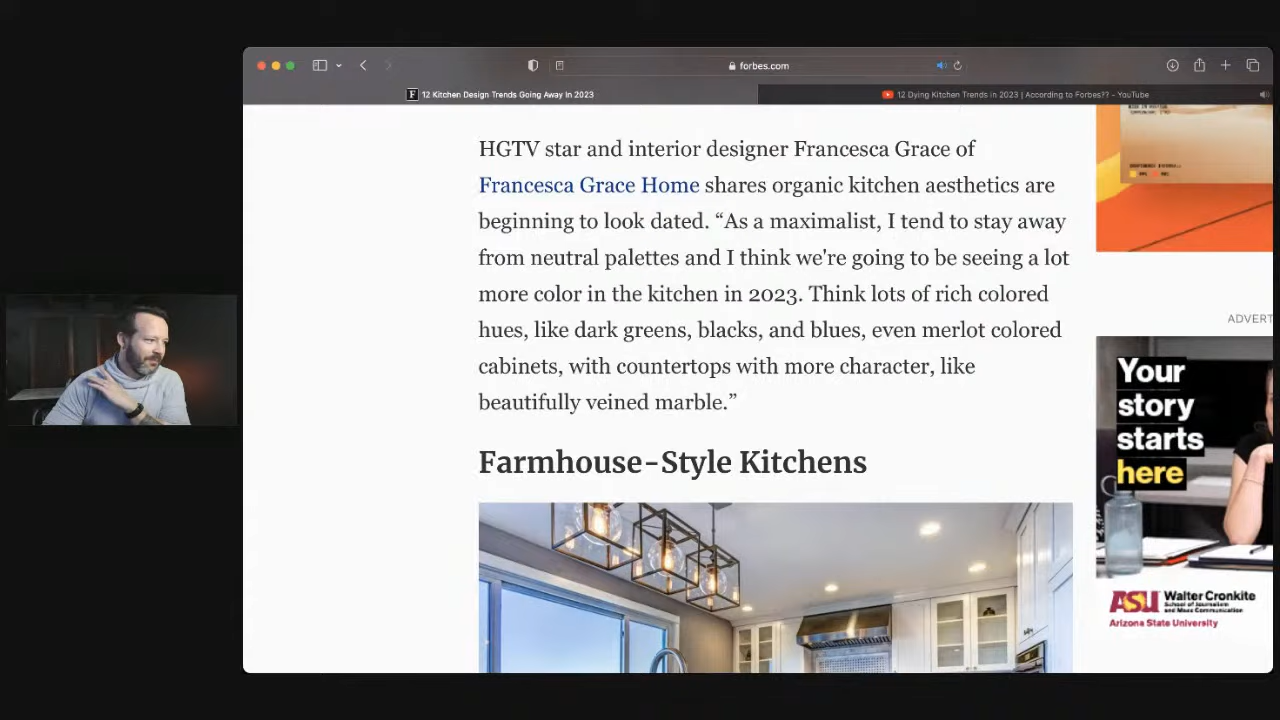 forbes.com
12 Kitchen Design Trends Going Away In 2023
12 Dying Kitchen Trends in 2023 | According to Forbes?? - YouTube
HGTV star and interior designer Francesca Grace of
Francesca Grace Home shares organic kitchen aesthetics are
beginning to look dated. “As a maximalist, I tend to stay away
from neutral palettes and I think we're going to be seeing a lot
more color in the kitchen in 2023. Think lots of rich colored
hues, like dark greens, blacks, and blues, even merlot colored
cabinets, with countertops with more character, like
beautifully veined marble.”
Farmhouse-Style Kitchens
ADVERT
Your
story
starts
here
ASU Walter Cronkite
School of Journalism
and Mass Communication
Arizona State University